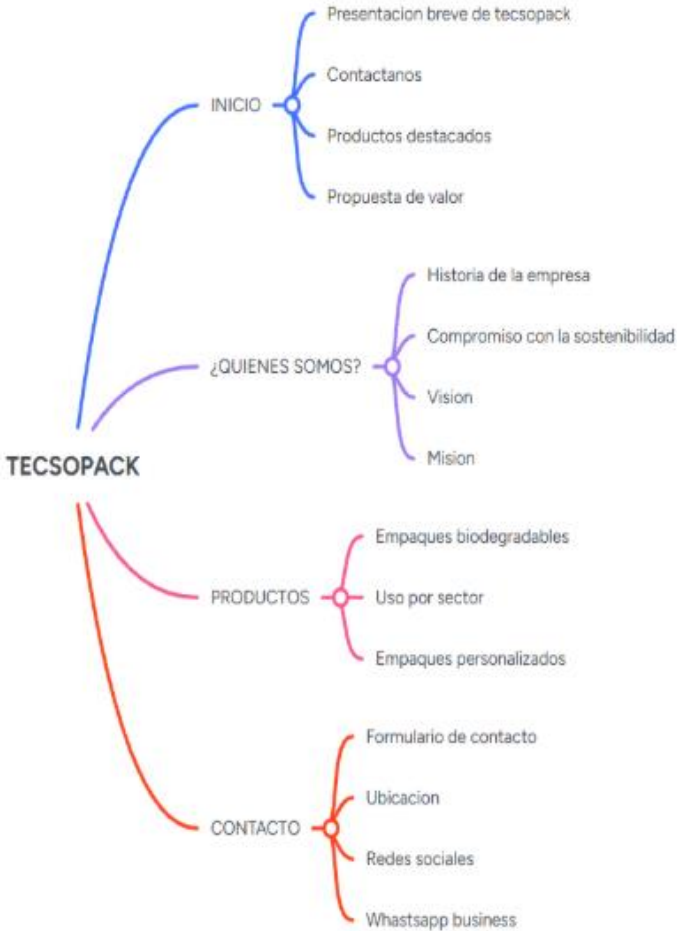 TECSOPACK
INICIO
Presentacion breve de tecsopack
Contactanos
Productos destacados
Propuesta de valor
¿QUIENES SOMOS?
Historia de la empresa
Compromiso con la sostenibilidad
Vision
Mision
PRODUCTOS
Empaques biodegradables
Uso por sector
Empaques personalizados
CONTACTO
Formulario de contacto
Ubicacion
Redes sociales
Whastsapp business